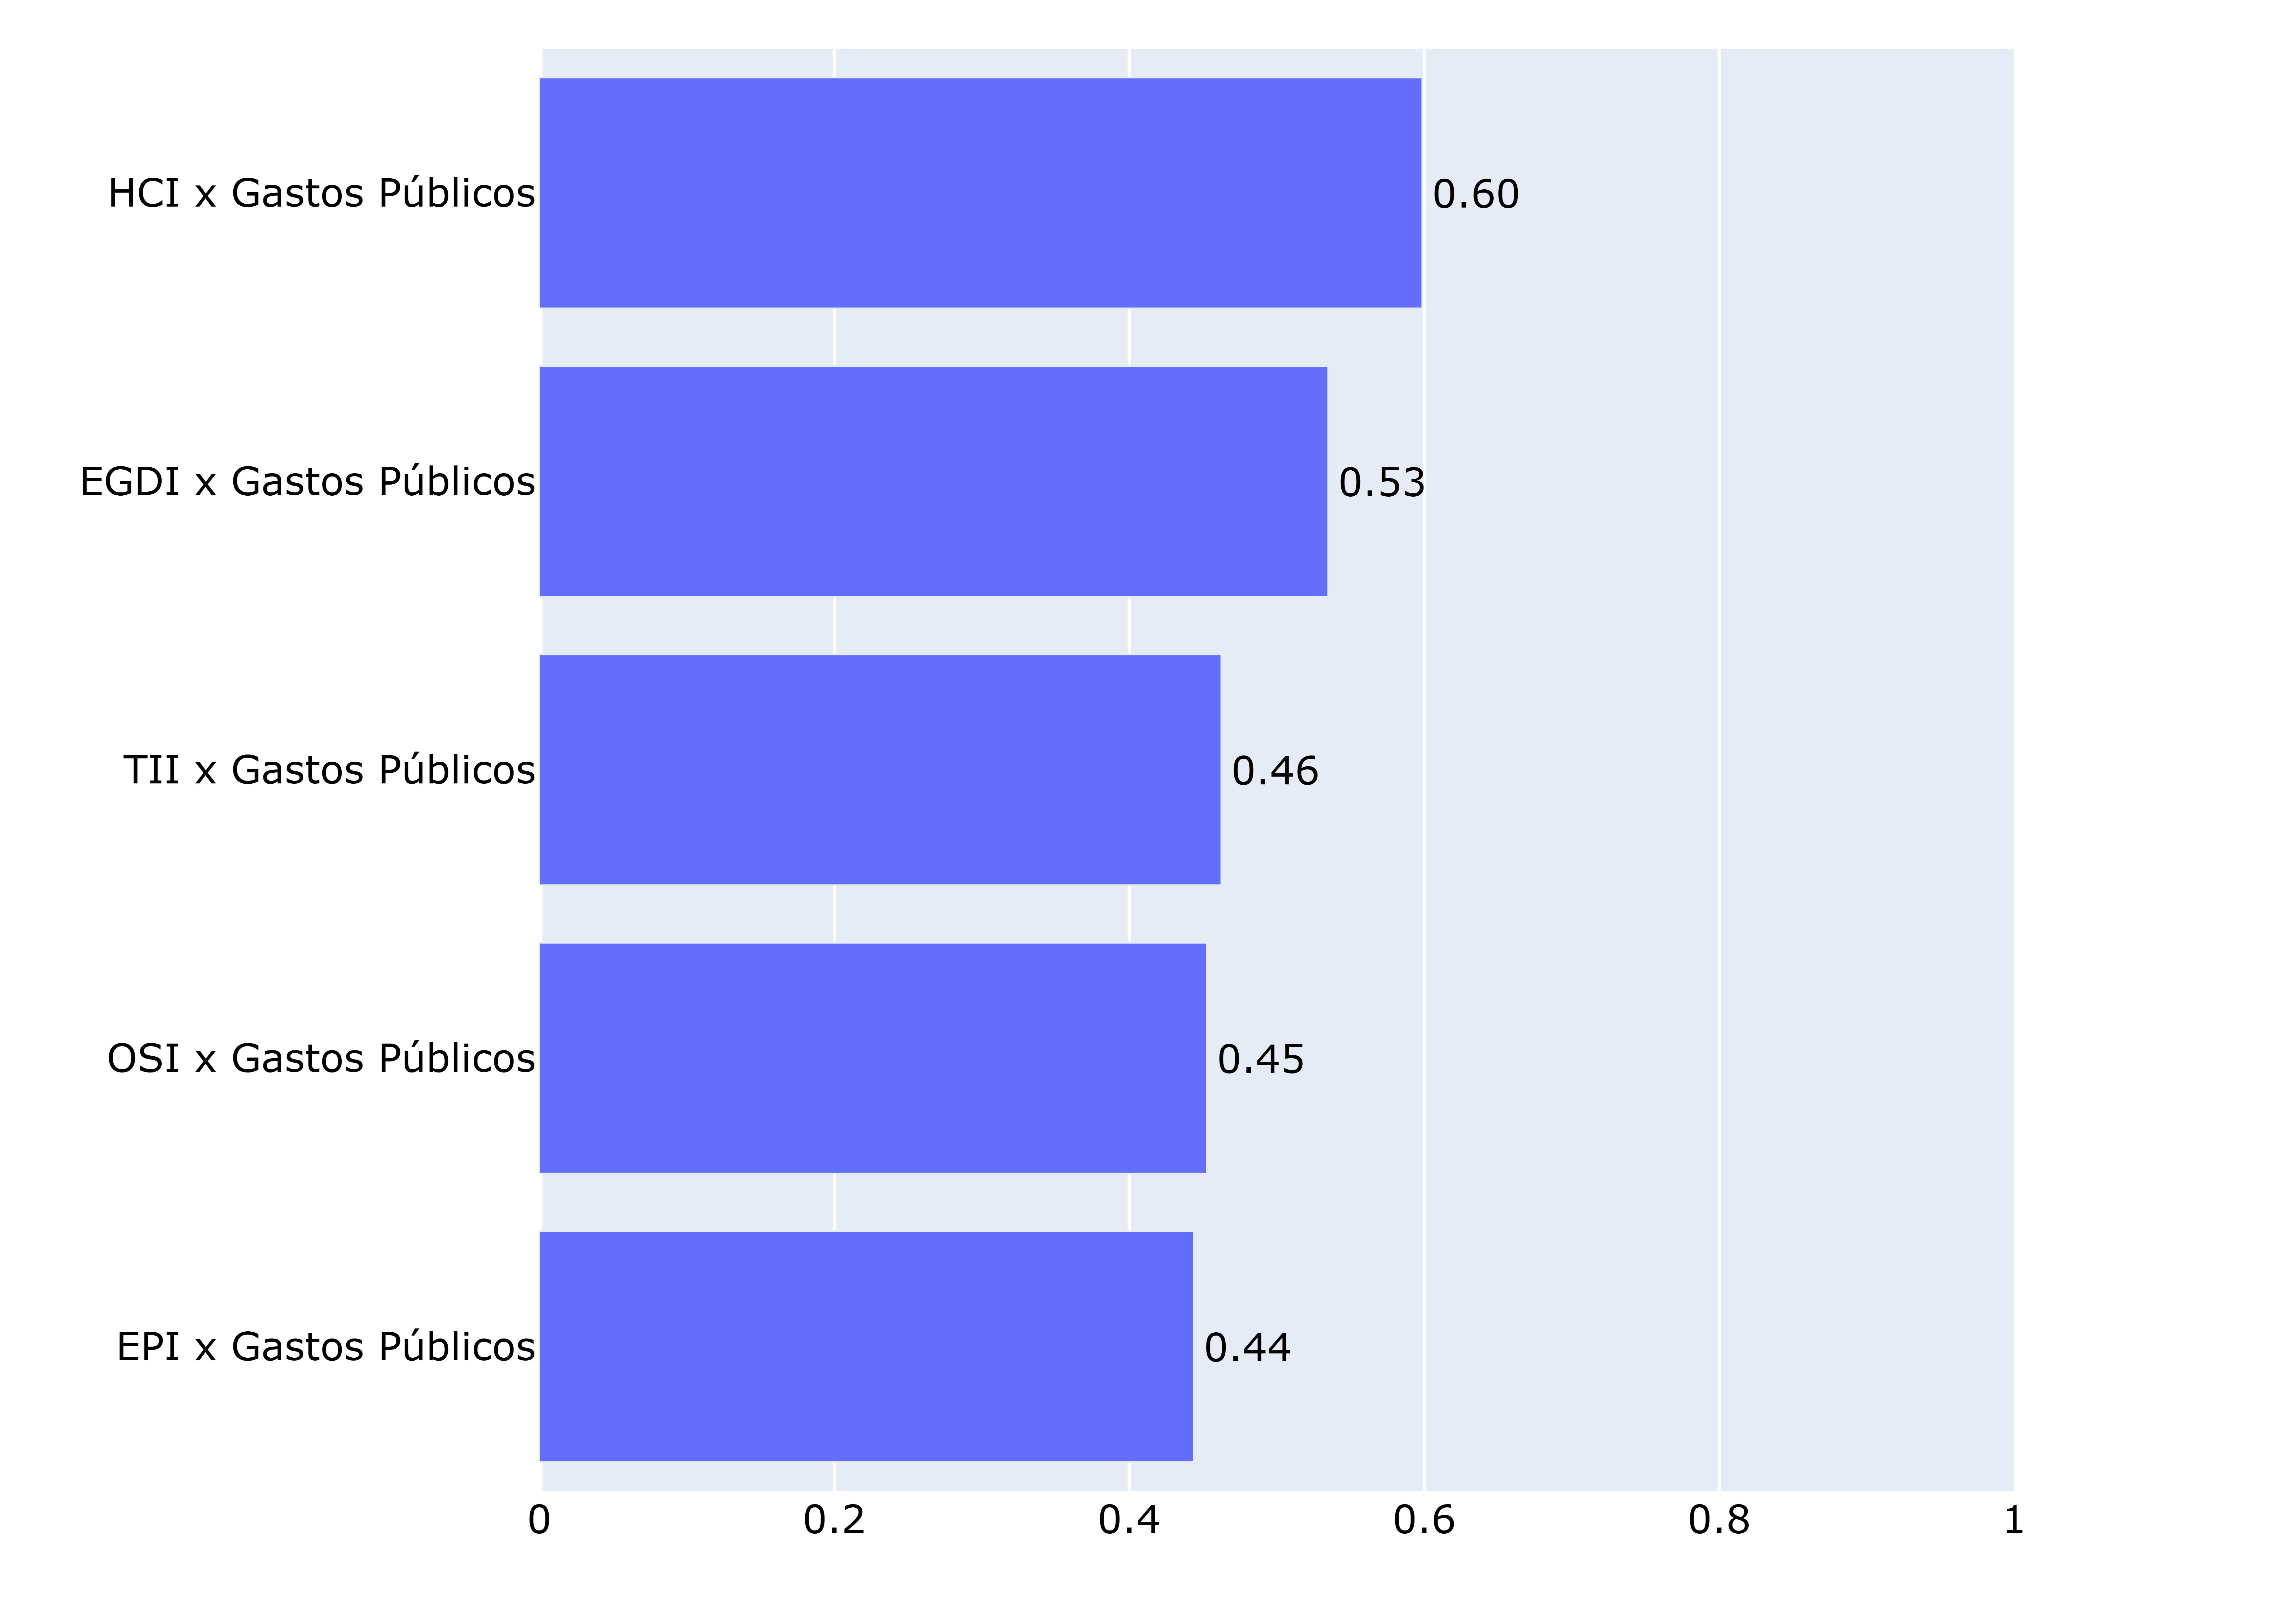 HCI x Gastos Públicos
0.60
EGDI x Gastos Públicos
0.53
TII x Gastos Públicos
0.46
OSI x Gastos Públicos
0.45
EPI x Gastos Públicos
0.44
0 0.2 0.4 0.6 0.8 1